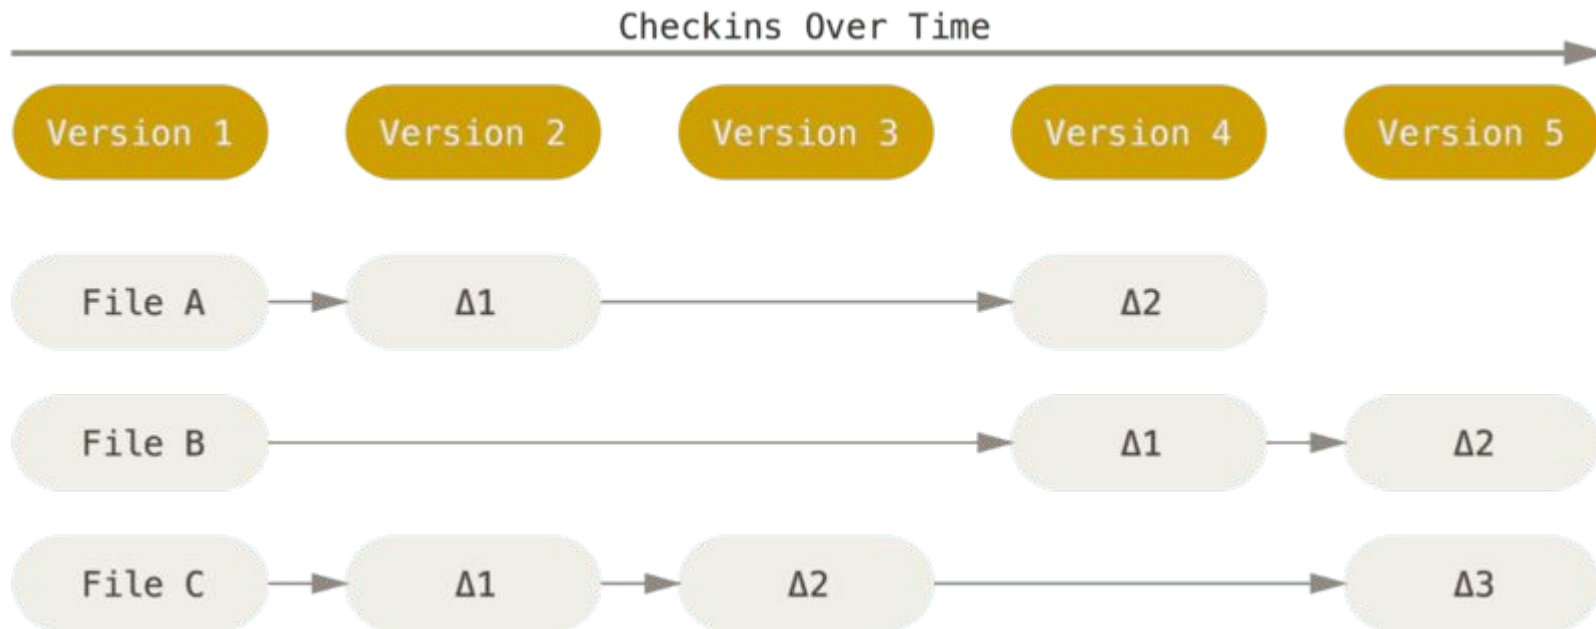 Checkins Over Time
Version 1 Version 2 Version 3 Version 4 Version 5
File A Δ1 Δ2
File B Δ1 Δ2
File C Δ1 Δ2 Δ3